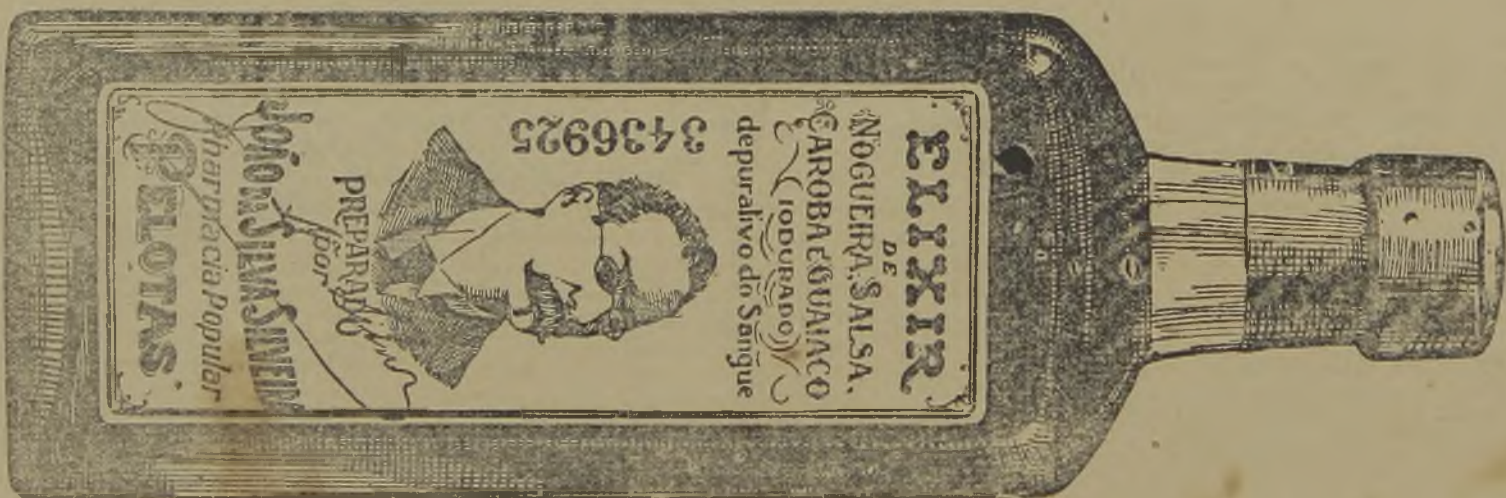 ELIXIR
DE
NOGUEIRA, SALSA,
CAROBA E GUAIACO
(IODURADO)
depurativo do Sangue
3436925
PREPARADO
por
JOÃO DA SILVA SILVEIRA
Pharmacia Popular
PELOTAS